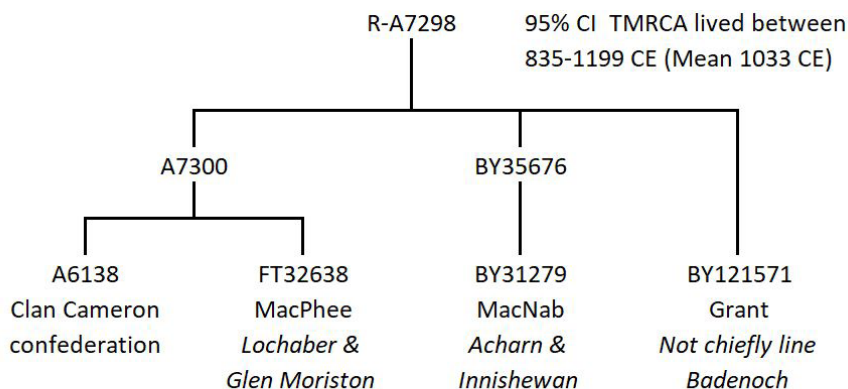 R-A7298
95% CI TMRCA lived between
835-1199 CE (Mean 1033 CE)
A7300
BY35676
A6138
Clan Cameron
confederation
FT32638
MacPhee
Lochaber &
Glen Moriston
BY31279
MacNab
Acharn &
Innishewan
BY121571
Grant
Not chiefly line
Badenoch